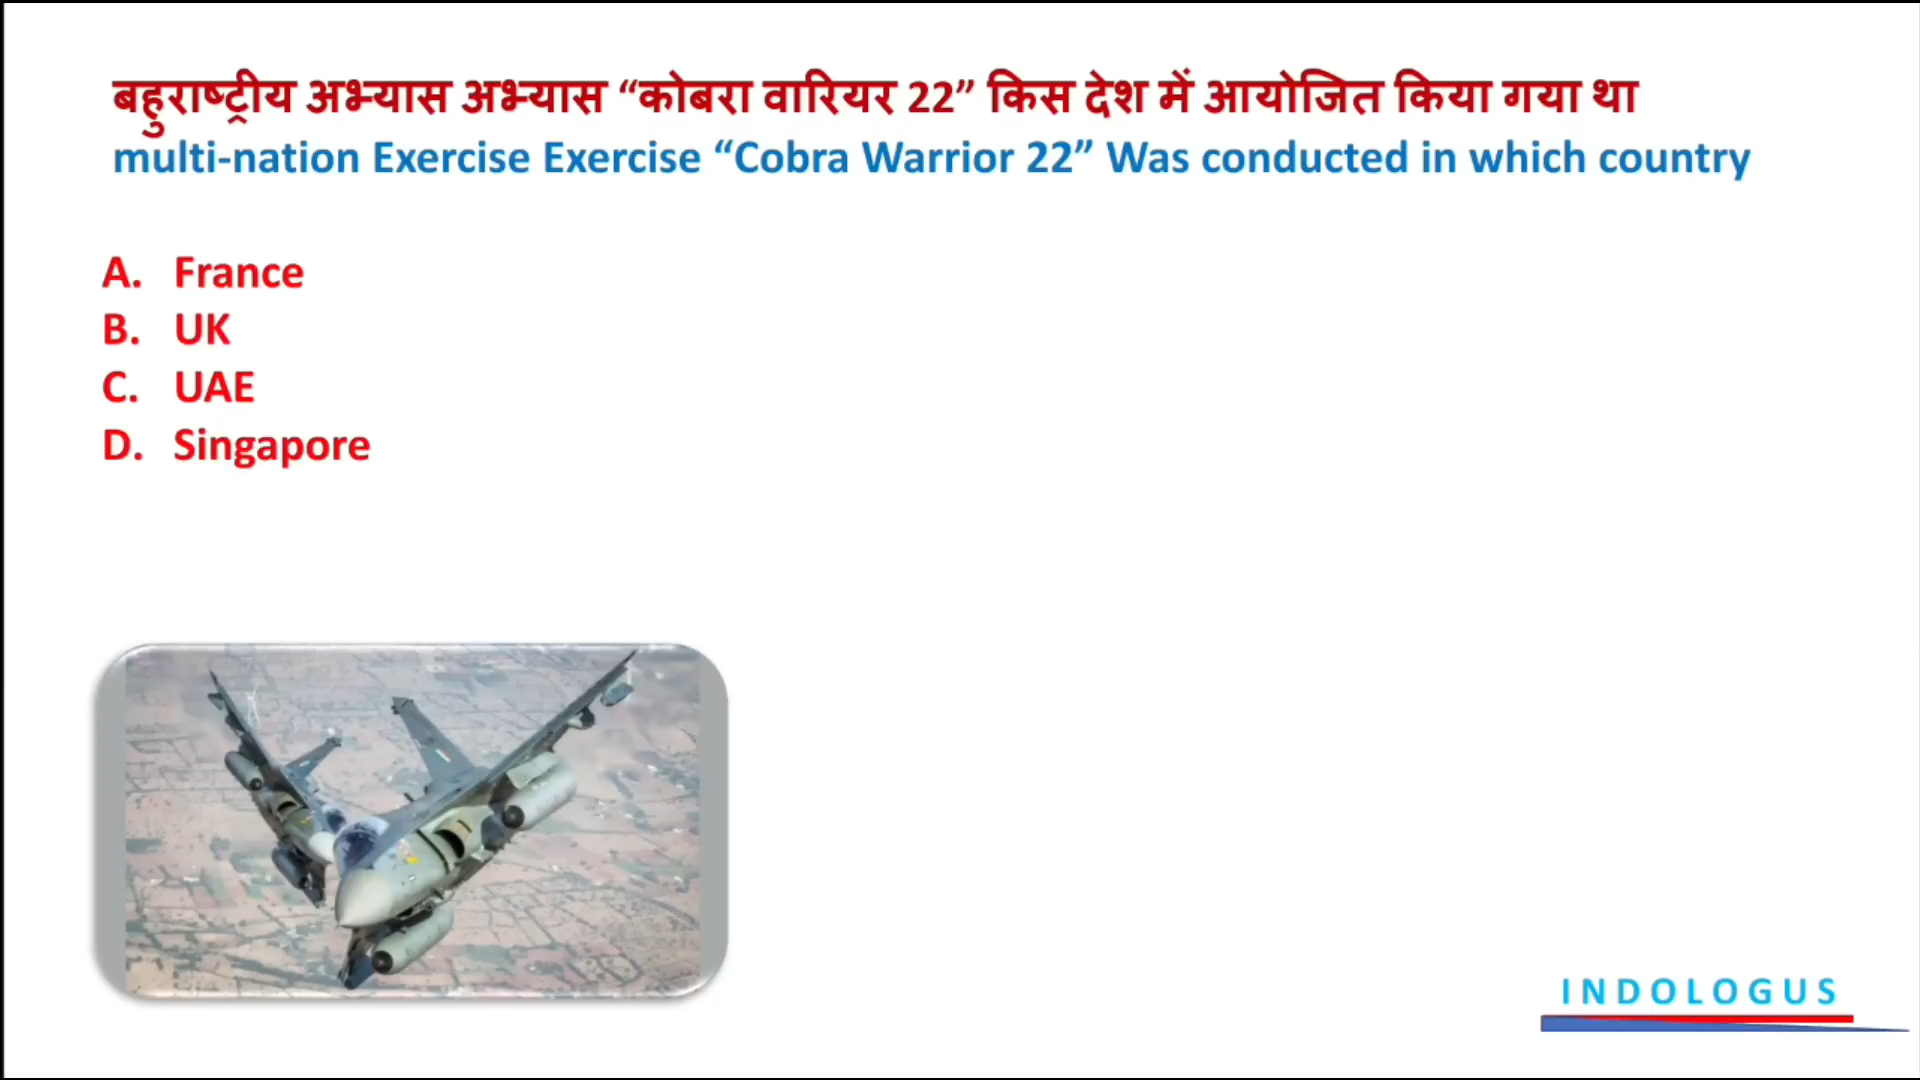 बहुराष्ट्रीय अभ्यास अभ्यास “कोबरा वारियर 22” किस देश में आयोजित किया गया था
multi-nation Exercise Exercise “Cobra Warrior 22” Was conducted in which country
A. France
B. UK
C. UAE
D. Singapore
INDOLOGUS